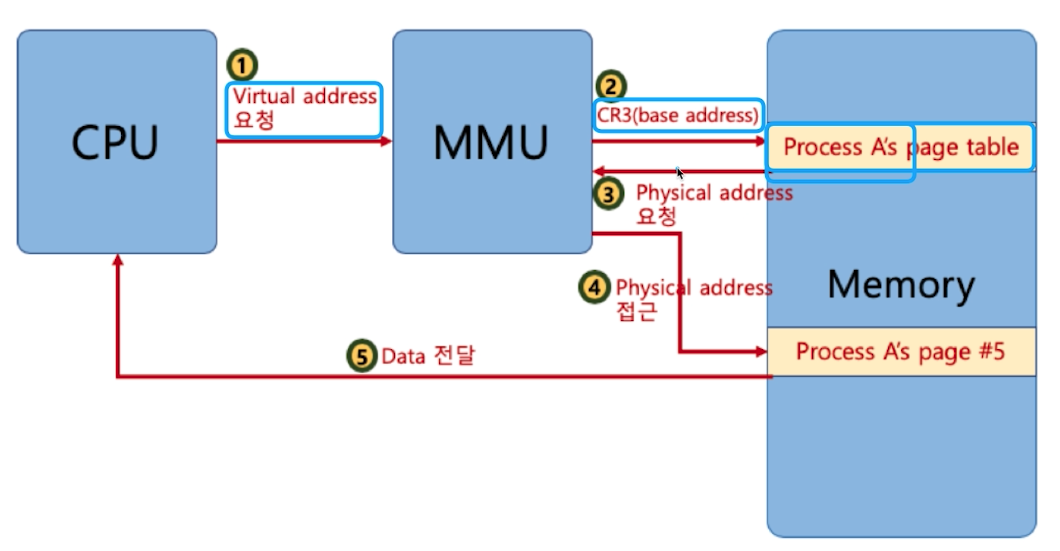 1
Virtual address
요청
CPU
MMU
2
CR3(base address)
Process A's page table
3
Physical address
요청
Memory
4
Physical address
접근
Process A's page #5
5
Data 전달